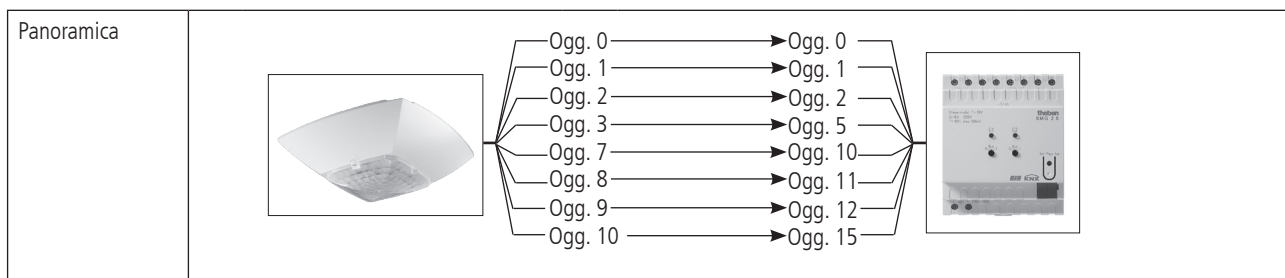 Panoramica
Ogg. 0 Ogg. 0
Ogg. 1 Ogg. 1
Ogg. 2 Ogg. 2
Ogg. 3 Ogg. 5
Ogg. 7 Ogg. 10
Ogg. 8 Ogg. 11
Ogg. 9 Ogg. 12
Ogg. 10 Ogg. 15
theben
KNX